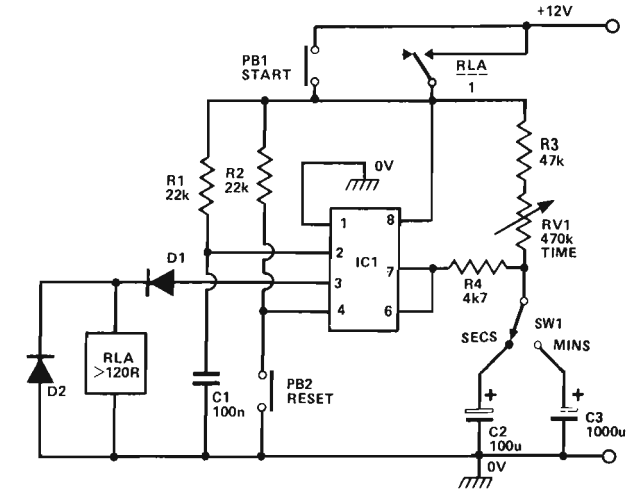 +12V
PB1
START
RLA
1
R1
22k
R2
22k
0V
R3
47k
1
8
2
IC1
3
7
4
6
RV1
470k
TIME
D1
R4
4k7
RLA
>120R
D2
SECS
SW1
MINS
C1
100n
PB2
RESET
+
+
C2
100u
C3
1000u
0V